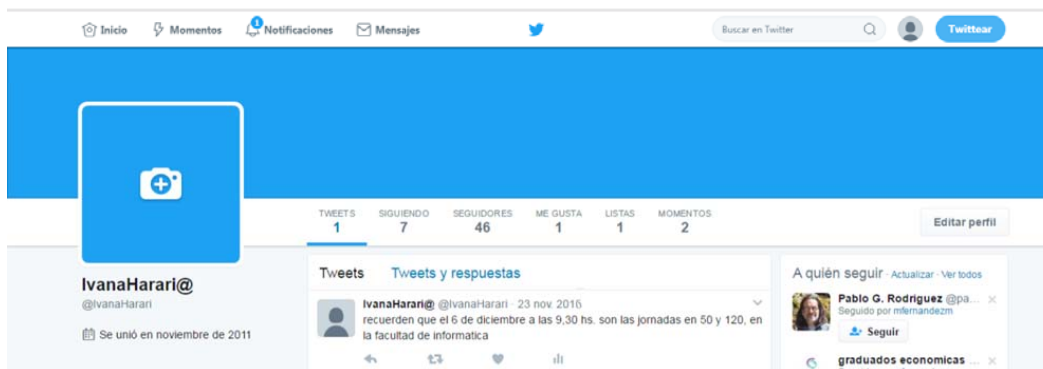 Inicio Momentos 1 Notificaciones Mensajes Buscar en Twitter Twittear
TWEETS SIGUIENDO SEGUIDORES ME GUSTA LISTAS MOMENTOS
1 7 46 1 1 2
Editar perfil
IvanaHarari@
@IvanaHarari
Se unió en noviembre de 2011
Tweets Tweets y respuestas
IvanaHarari@ @IvanaHarari · 23 nov. 2016
recuerden que el 6 de diciembre a las 9,30 hs. son las jornadas en 50 y 120, en
la facultad de informatica
A quién seguir · Actualizar · Ver todos
Pablo G. Rodriguez @pa...
Seguido por mfernandezm
Seguir
graduados economicas ...